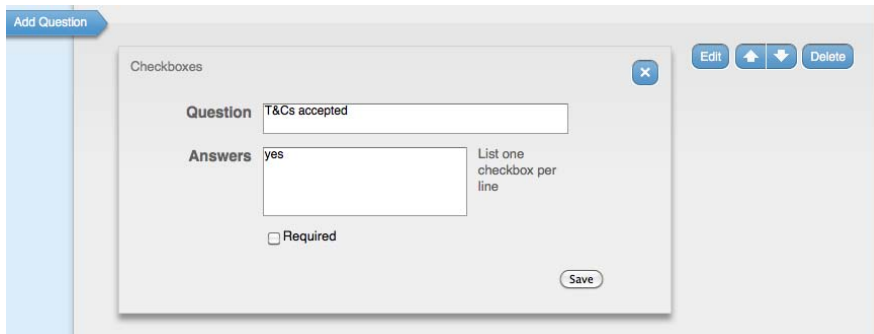 Add Question
Checkboxes
Edit
Delete
Question T&Cs accepted
Answers yes
List one
checkbox per
line
Required
Save